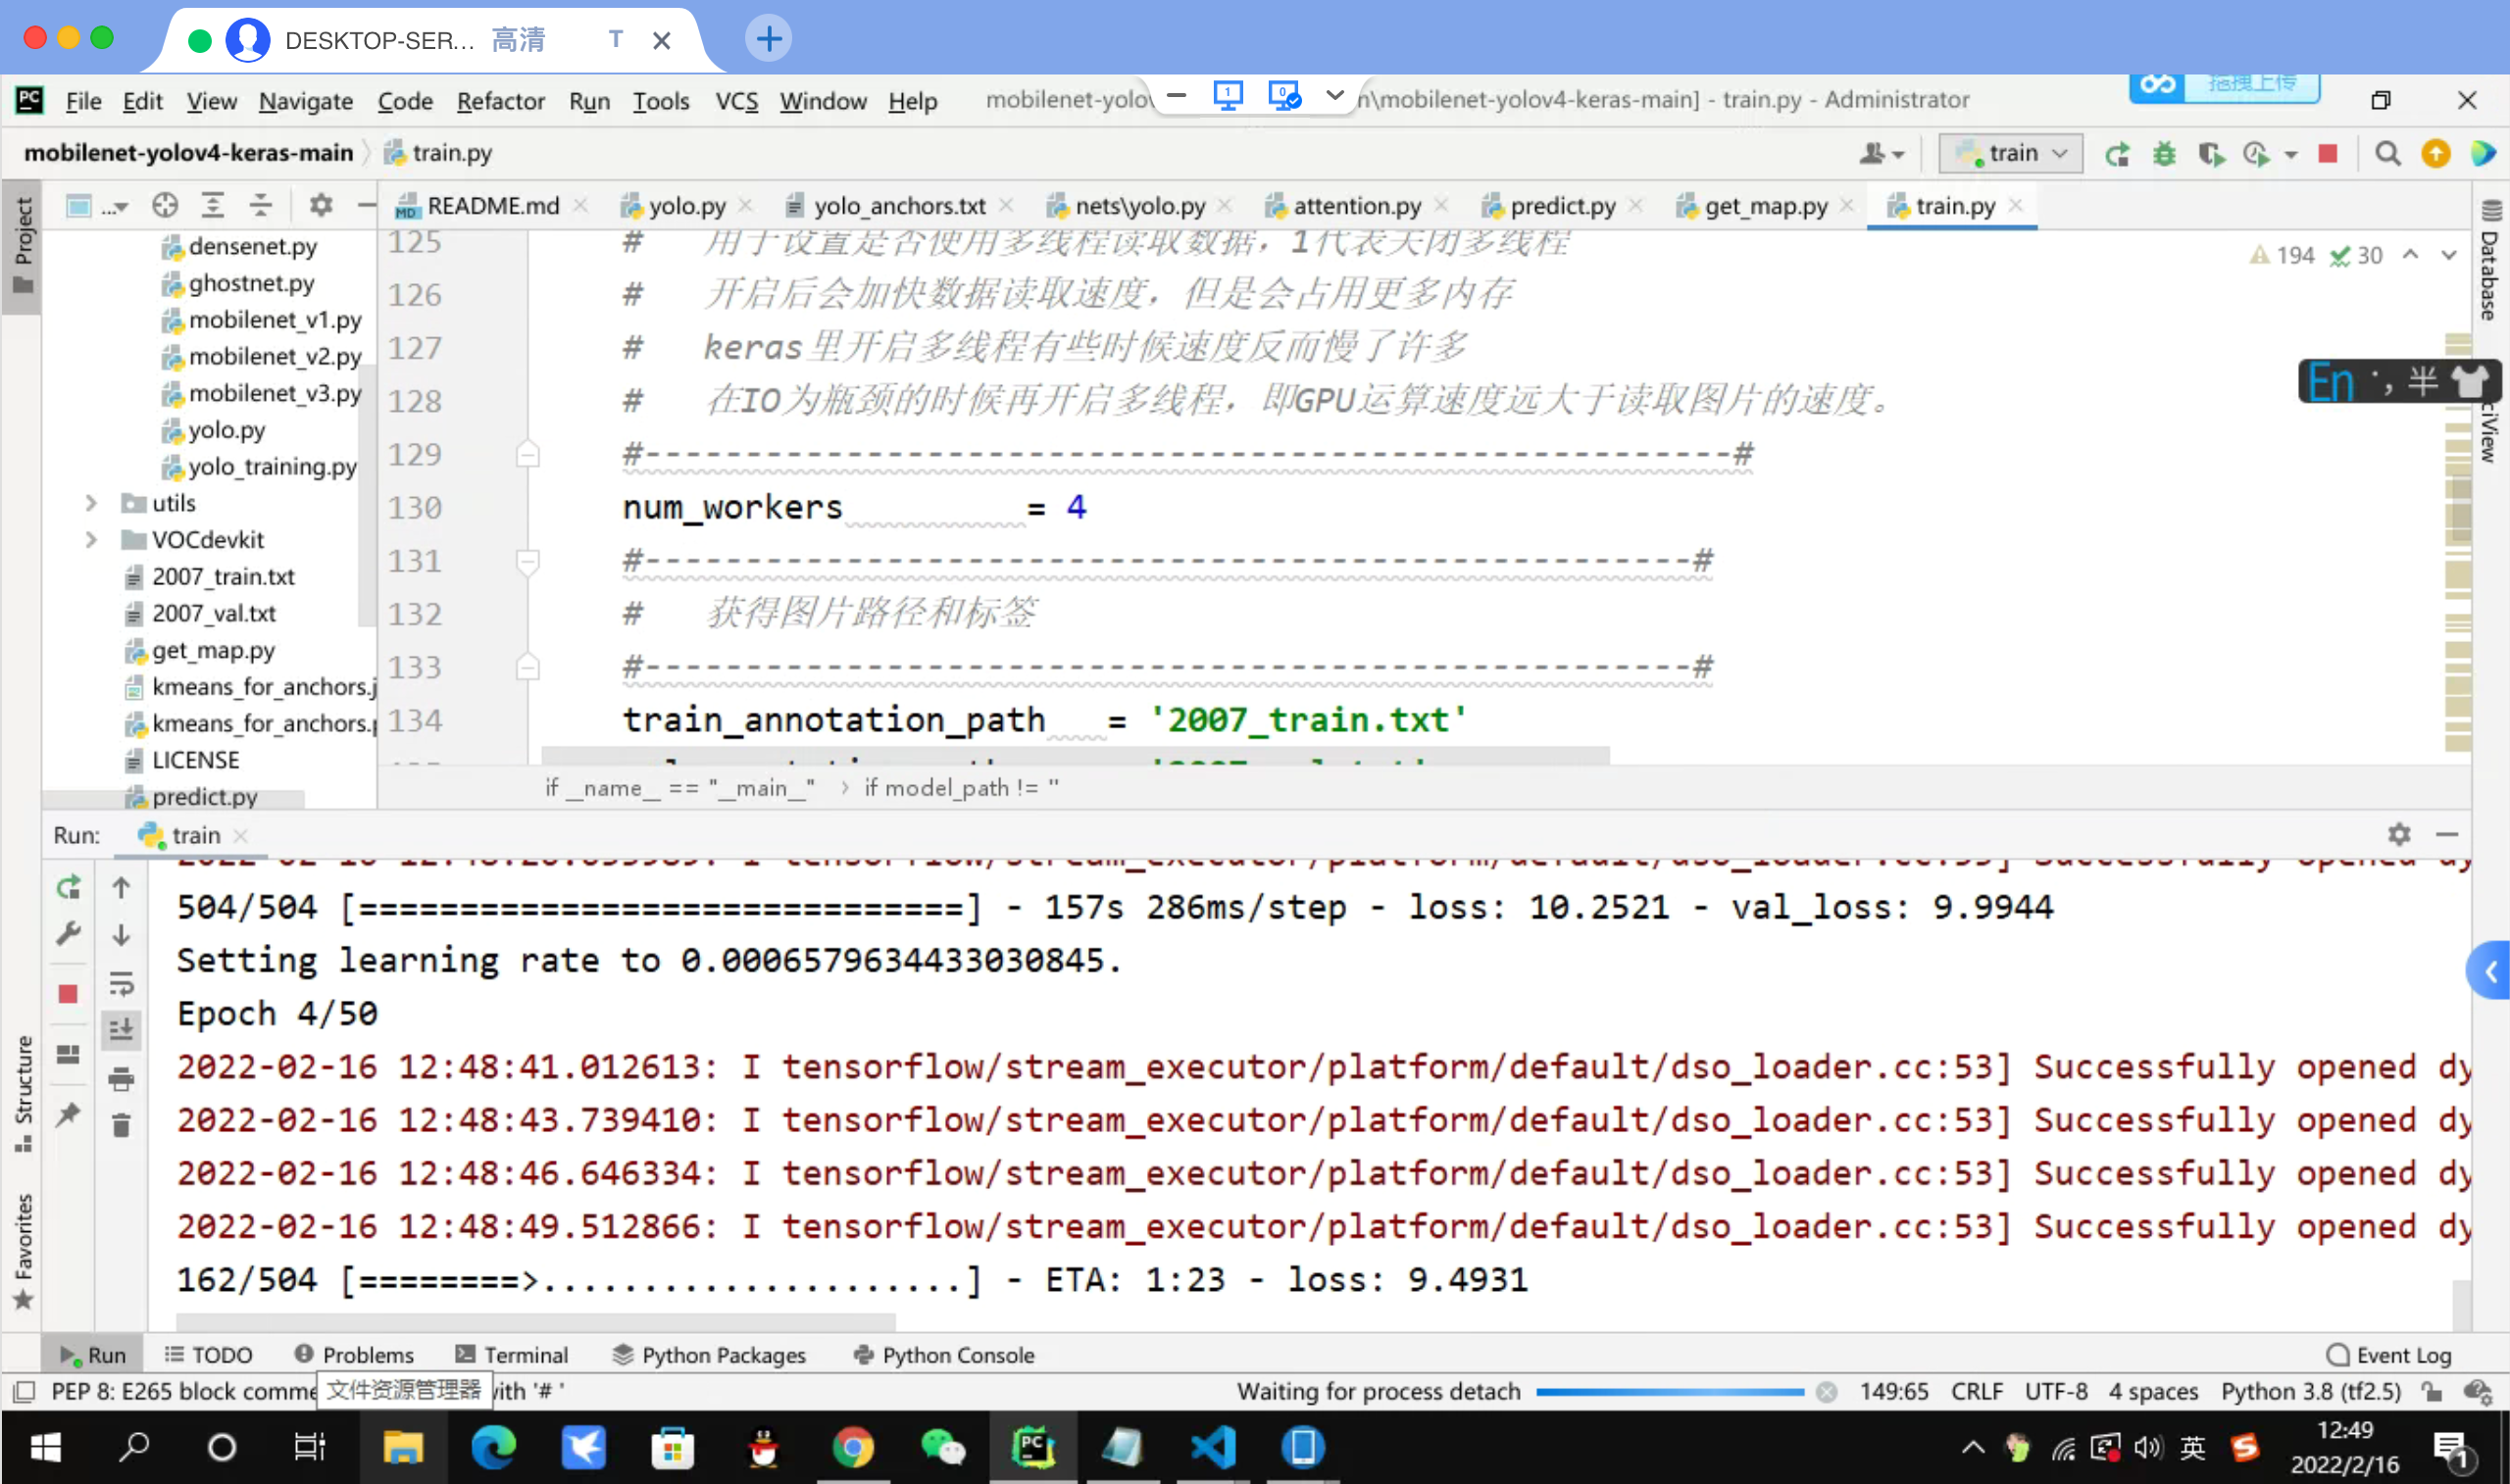 DESKTOP-SER... 高清 T
File Edit View Navigate Code Refactor Run Tools VCS Window Help mobilenet-yolov n\mobilenet-yolov4-keras-main] - train.py - Administrator 拖拽上传
mobilenet-yolov4-keras-main train.py train
Project ... README.md yolo.py yolo_anchors.txt nets\yolo.py attention.py predict.py get_map.py train.py
densenet.py
ghostnet.py
mobilenet_v1.py
mobilenet_v2.py
mobilenet_v3.py
yolo.py
yolo_training.py
utils
VOCdevkit
2007_train.txt
2007_val.txt
get_map.py
kmeans_for_anchors.j
kmeans_for_anchors.p
LICENSE
predict.py
125 # 用于设置是否使用多线程读取数据，1代表关闭多线程
126 # 开启后会加快数据读取速度，但是会占用更多内存
127 # keras里开启多线程有些时候速度反而慢了许多
128 # 在IO为瓶颈的时候再开启多线程，即GPU运算速度远大于读取图片的速度。
129 #------------------------------------------------------#
130 num_workers = 4
131 #----------------------------------------------------#
132 # 获得图片路径和标签
133 #----------------------------------------------------#
134 train_annotation_path = '2007_train.txt'
194 30
Database
En ·, 半
ciView
if __name__ == "__main__" › if model_path != ''
Run: train
504/504 [==============================] - 157s 286ms/step - loss: 10.2521 - val_loss: 9.9944
Setting learning rate to 0.0006579634433030845.
Epoch 4/50
2022-02-16 12:48:41.012613: I tensorflow/stream_executor/platform/default/dso_loader.cc:53] Successfully opened dy
2022-02-16 12:48:43.739410: I tensorflow/stream_executor/platform/default/dso_loader.cc:53] Successfully opened dy
2022-02-16 12:48:46.646334: I tensorflow/stream_executor/platform/default/dso_loader.cc:53] Successfully opened dy
2022-02-16 12:48:49.512866: I tensorflow/stream_executor/platform/default/dso_loader.cc:53] Successfully opened dy
162/504 [========>.....................] - ETA: 1:23 - loss: 9.4931
Structure
Favorites
Run TODO Problems Terminal Python Packages Python Console Event Log
PEP 8: E265 block comme 文件资源管理器 with '# ' Waiting for process detach 149:65 CRLF UTF-8 4 spaces Python 3.8 (tf2.5)
英 12:49
2022/2/16 1